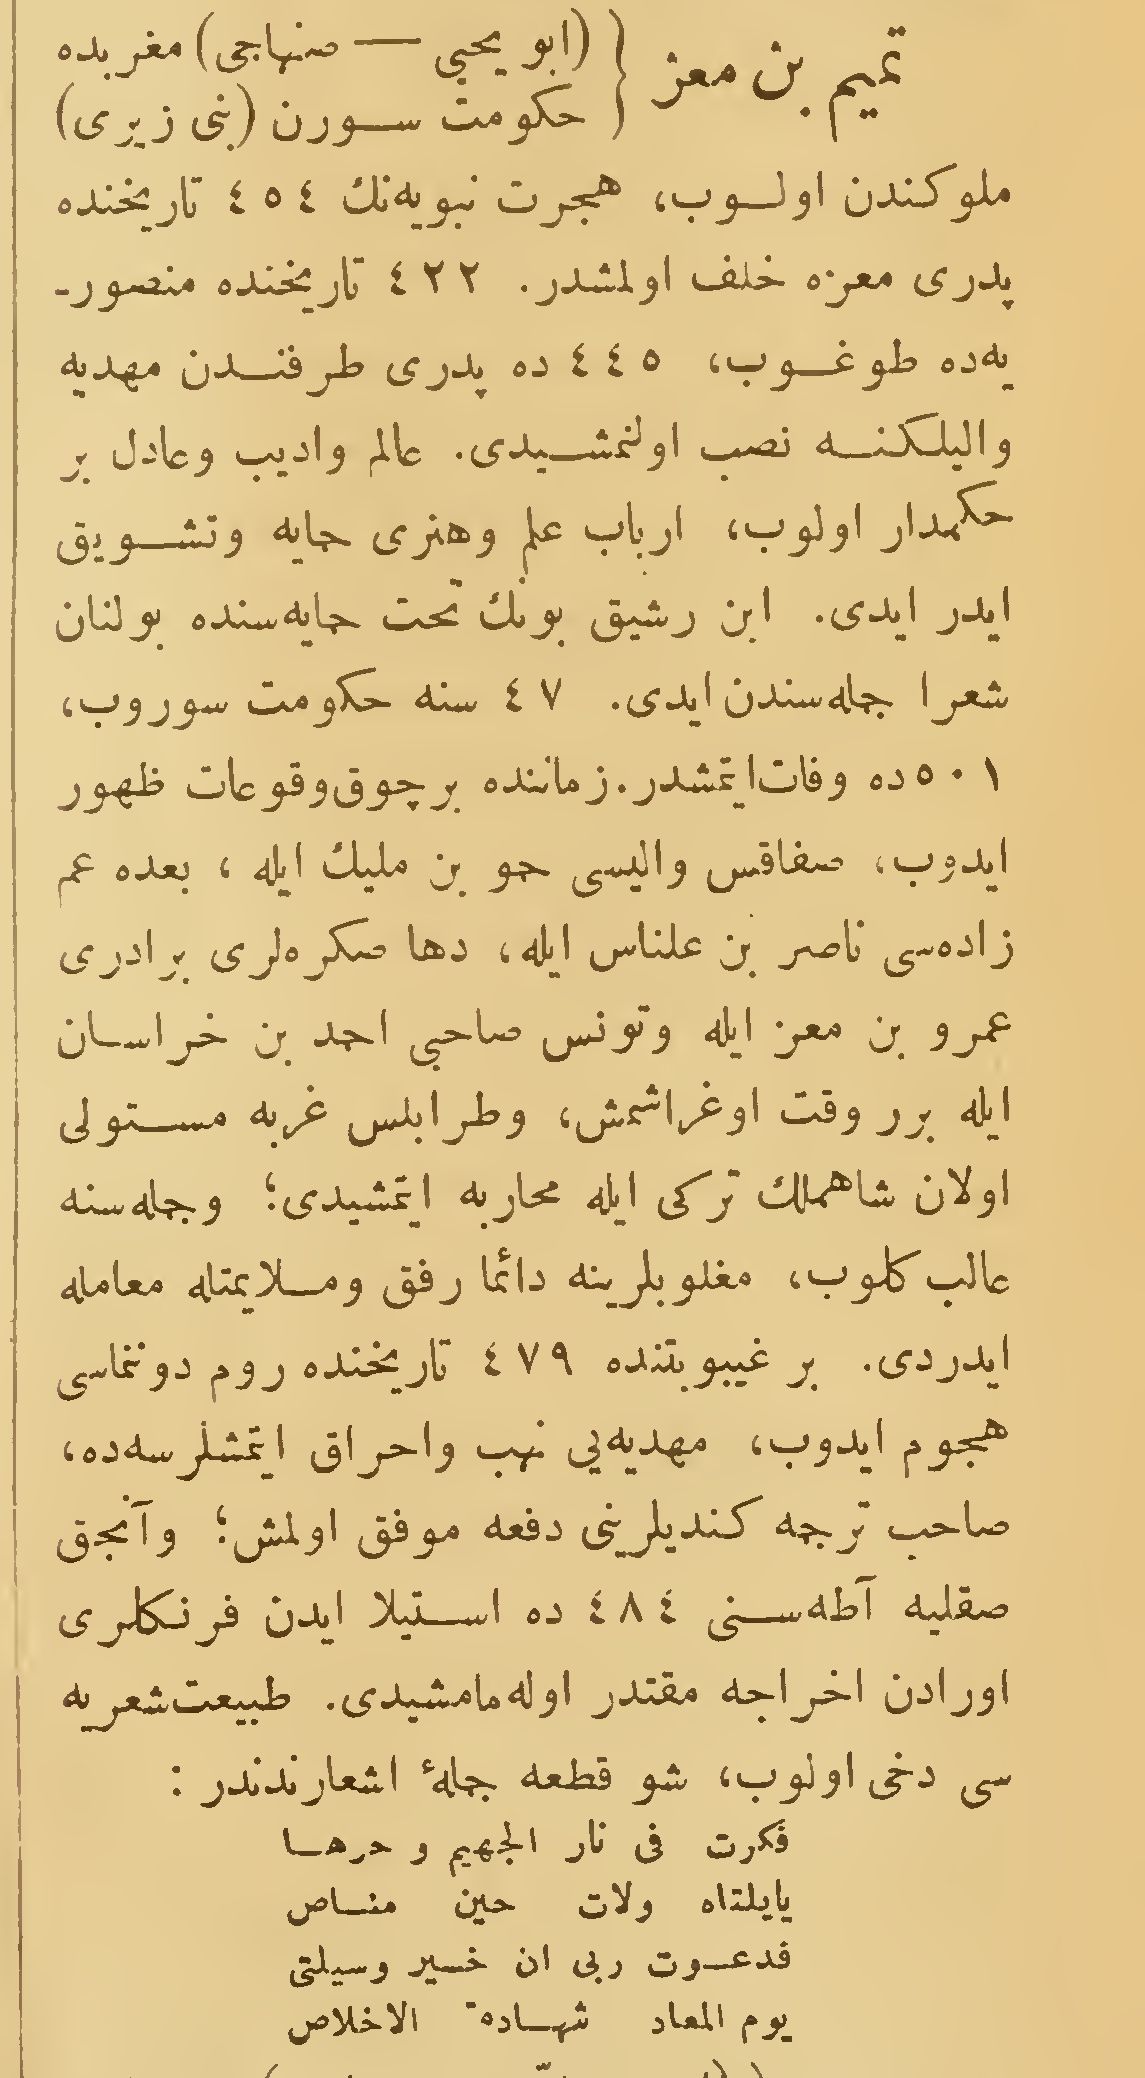 تميم بن معز { (ابو يحيي — صنهاجى) مغربده
حكومت سورن (بنى زيرى)
ملوكندن اولوب، هجرت نبويه‌نك ٤٥٤ تاريخنده
پدرى معزه خلف اولمشدر. ٤٢٢ تاريخنده منصور-
يه‌ده طوغوب، ٤٤٥ ده پدرى طرفندن مهديه
واليلكنه نصب اولنمشيدى. عالم واديب وعادل بر
حكمدار اولوب، ارباب علم وهنرى حمايه وتشويق
ايدر ايدى. ابن رشيق بونك تحت حمايه‌سنده بولنان
شعرا جمله‌سندن ايدى. ٤٧ سنه حكومت سوروب،
٥٠١ده وفات‌ايتمشدر. زماننده برچوق‌وقوعات ظهور
ايدوب، صفاقس واليسى حمو بن مليك ايله ، بعده عم
زاده‌سى ناصر بن علناس ايله، دها صكره‌لرى برادرى
عمرو بن معز ايله وتونس صاحبى احمد بن خراسان
ايله برر وقت اوغراشمش، وطرابلس غربه مستولى
اولان شاهملك تركى ايله محاربه ايتمشيدى؛ وجمله‌سنه
غالب كلوب، مغلوبلرينه دائما رفق وملايمتله معامله
ايدردى. بر غيبوبتنده ٤٧٩ تاريخنده روم دوننماسى
هجوم ايدوب، مهديه‌يى نهب واحراق ايتمشلرسه‌ده،
صاحب ترجمه كنديلرينى دفعه موفق اولمش؛ وآنجق
صقليه آطه‌سنى ٤٨٤ ده استيلا ايدن فرنكلرى
اورادن اخراجه مقتدر اوله‌مامشيدى. طبيعت‌شعريه
سى دخى اولوب، شو قطعه جملهٔ اشعارندندر :
فكرت فى نار الجهيم و حرها
يايلتاه ولات حين مناص
فدعوت ربى ان خير وسيلتى
يوم المعاد شهادة الاخلاص